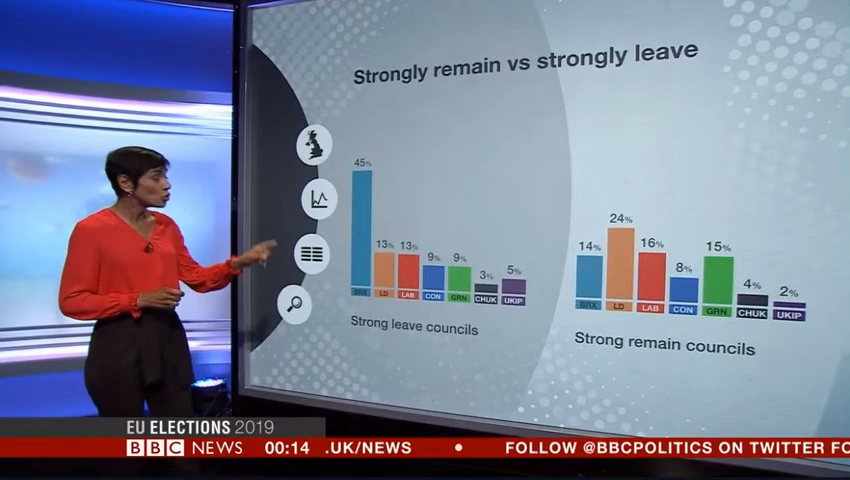 Strongly remain vs strongly leave
45%
13%
13%
9%
9%
3%
5%
BRX
LD
LAB
CON
GRN
CHUK
UKIP
Strong leave councils
14%
24%
16%
8%
15%
4%
2%
BRX
LD
LAB
CON
GRN
CHUK
UKIP
Strong remain councils
EU ELECTIONS 2019
BBC NEWS 00:14 .UK/NEWS • FOLLOW @BBCPOLITICS ON TWITTER FO